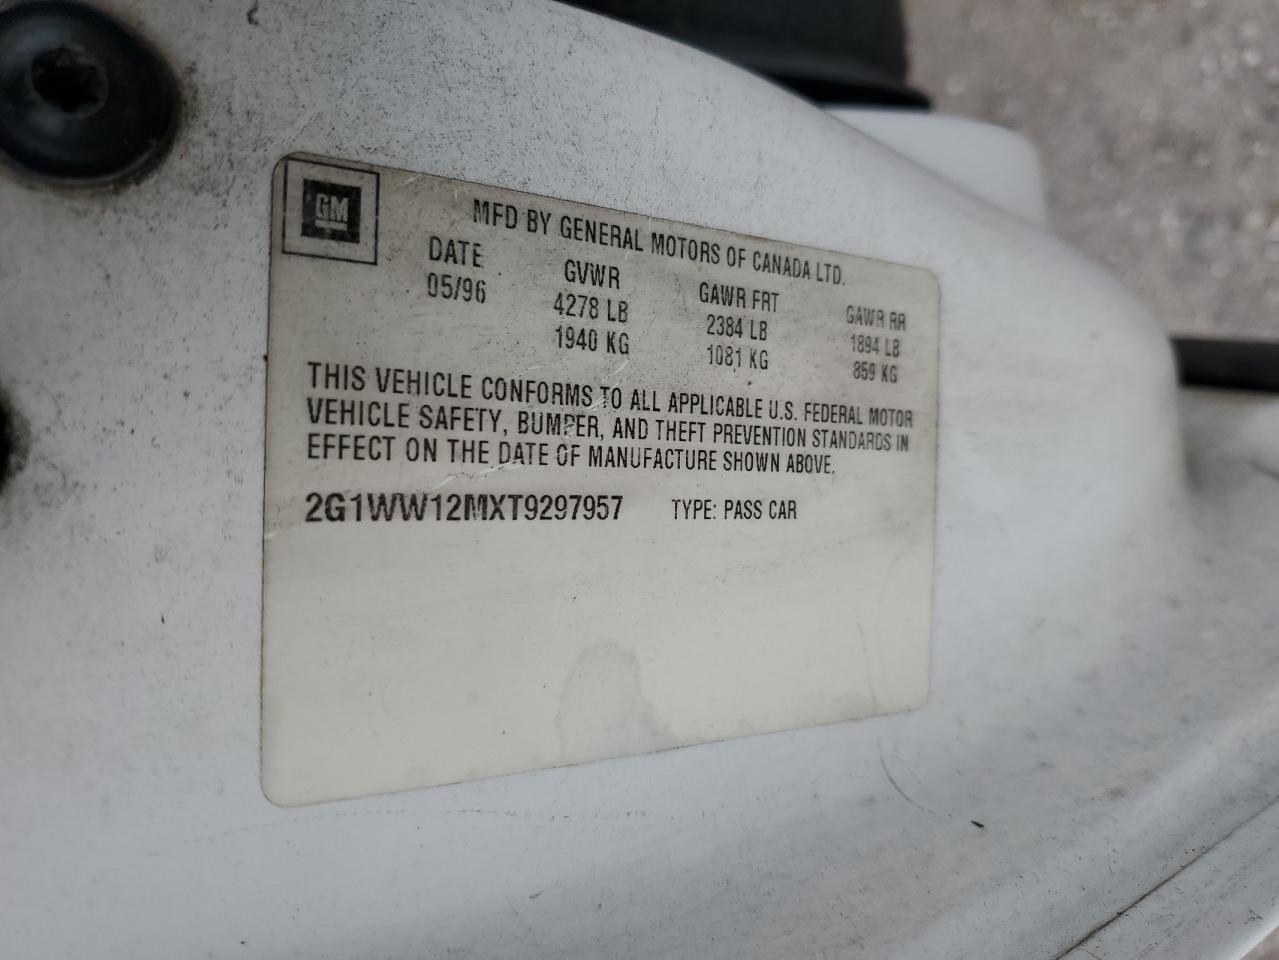 GM
MFD BY GENERAL MOTORS OF CANADA LTD.
DATE GVWR GAWR FRT GAWR RR
05/96 4278 LB 2384 LB 1894 LB
1940 KG 1081 KG 859 KG
THIS VEHICLE CONFORMS TO ALL APPLICABLE U.S. FEDERAL MOTOR
VEHICLE SAFETY, BUMPER, AND THEFT PREVENTION STANDARDS IN
EFFECT ON THE DATE OF MANUFACTURE SHOWN ABOVE.
2G1WW12MXT9297957 TYPE: PASS CAR